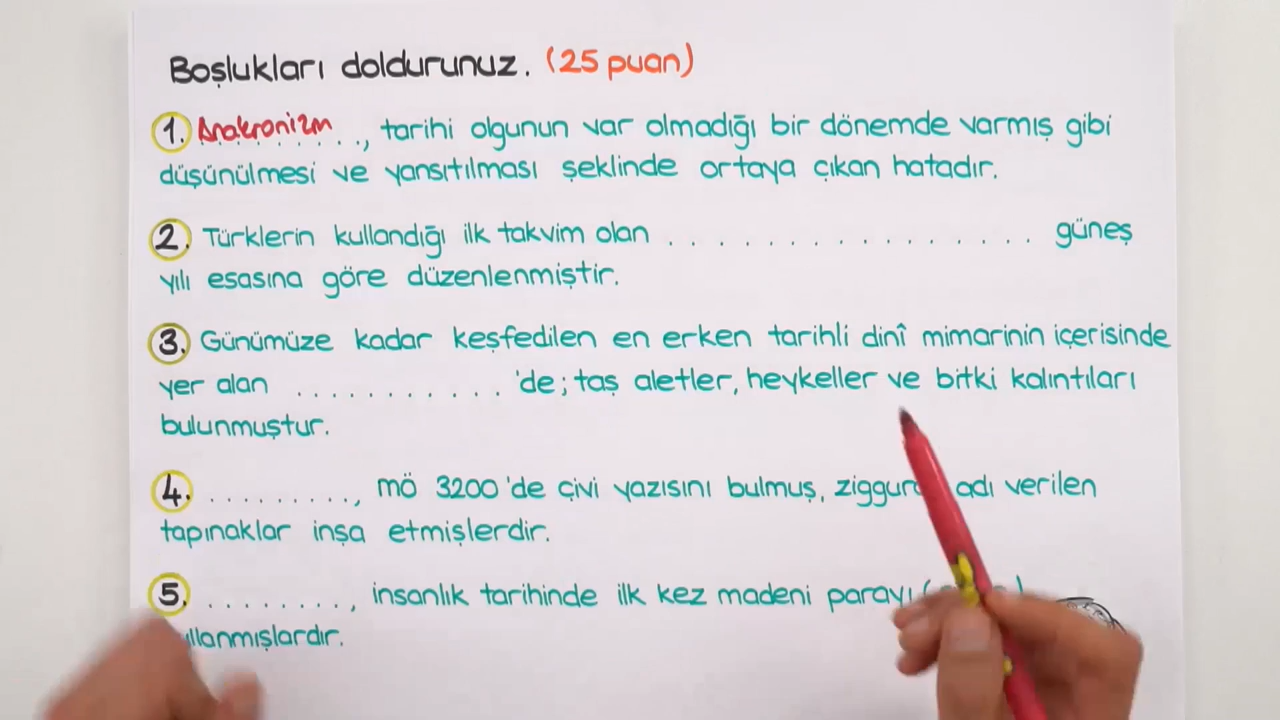 Boşlukları doldurunuz. (25 puan)
1. Anakronizm . . ., tarihi olgunun var olmadığı bir dönemde varmış gibi
düşünülmesi ve yansıtılması şeklinde ortaya çıkan hatadır.
2. Türklerin kullandığı ilk takvim olan . . . . . . . . . . . . . . . . güneş
yılı esasına göre düzenlenmiştir.
3. Günümüze kadar keşfedilen en erken tarihli dinî mimarinin içerisinde
yer alan . . . . . . . . . . . 'de; taş aletler, heykeller ve bitki kalıntıları
bulunmuştur.
4. . . . . . . . . ., mö 3200'de çivi yazısını bulmuş, ziggur adı verilen
tapınaklar inşa etmişlerdir.
5. . . . . . . . ., insanlık tarihinde ilk kez madeni parayı (
llanmışlardır.